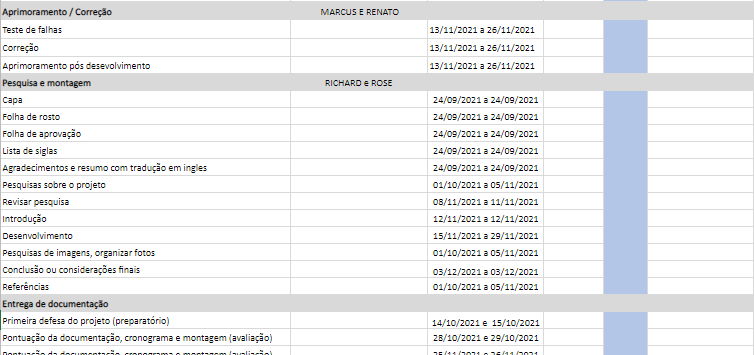 Aprimoramento / Correção MARCUS E RENATO
Teste de falhas 13/11/2021 a 26/11/2021
Correção 13/11/2021 a 26/11/2021
Aprimoramento pós desevolvimento 13/11/2021 a 26/11/2021
Pesquisa e montagem RICHARD e ROSE
Capa 24/09/2021 a 24/09/2021
Folha de rosto 24/09/2021 a 24/09/2021
Folha de aprovação 24/09/2021 a 24/09/2021
Lista de siglas 24/09/2021 a 24/09/2021
Agradecimentos e resumo com tradução em ingles 24/09/2021 a 24/09/2021
Pesquisas sobre o projeto 01/10/2021 a 05/11/2021
Revisar pesquisa 08/11/2021 a 11/11/2021
Introdução 12/11/2021 a 12/11/2021
Desenvolvimento 15/11/2021 a 29/11/2021
Pesquisas de imagens, organizar fotos 01/10/2021 a 05/11/2021
Conclusão ou considerações finais 03/12/2021 a 03/12/2021
Referências 01/10/2021 a 05/11/2021
Entrega de documentação
Primeira defesa do projeto (preparatório) 14/10/2021 e 15/10/2021
Pontuação da documentação, cronograma e montagem (avaliação) 28/10/2021 e 29/10/2021
Pontuação da documentação, cronograma e montagem (avaliação) 25/11/2021 e 26/11/2021